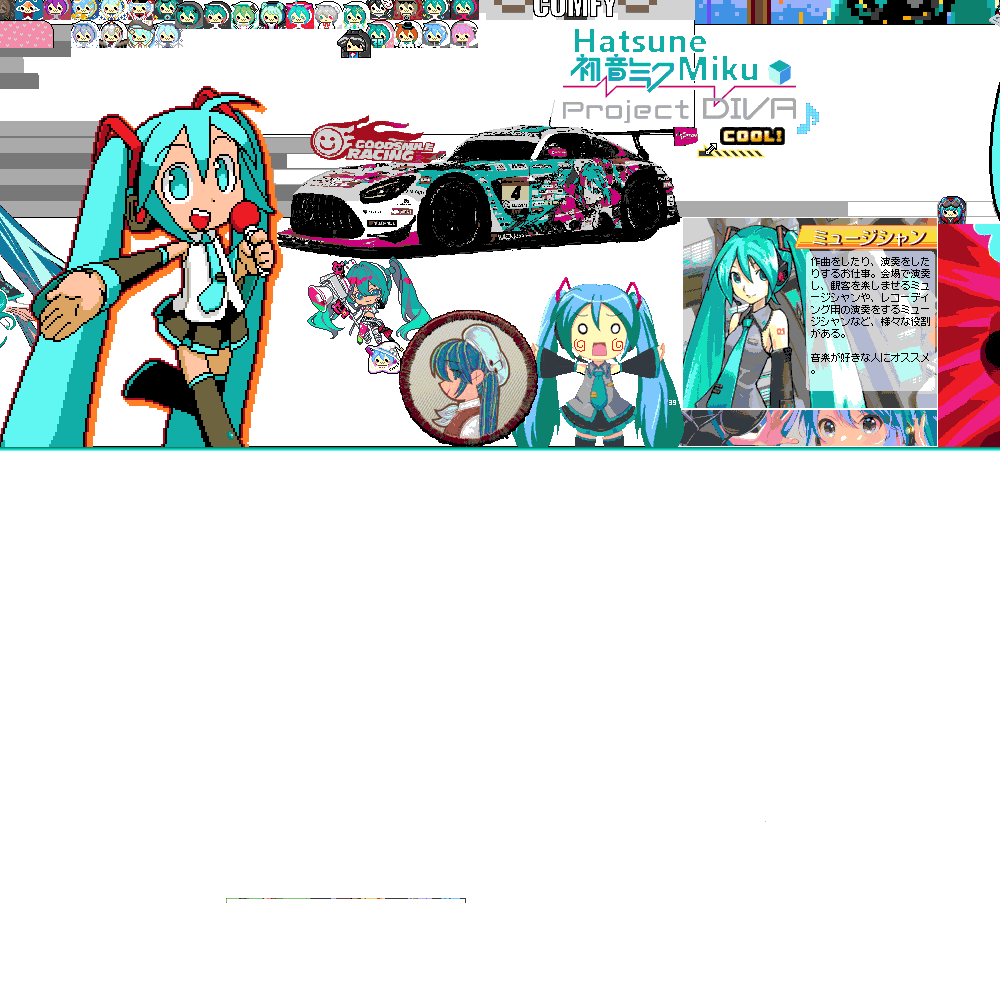 COMFY
Hatsune
初音ミク Miku
Project DIVA
COOL!
GOODSMILE
RACING
4
ミュージシャン
作曲をしたり、演奏をした
りするお仕事。会場で演奏
し、観客を楽しませるミュ
ージシャンや、レコーディ
ング用の演奏をするミュー
ジシャンなど、様々な役割
がある。
音楽が好きな人にオススメ
。
39